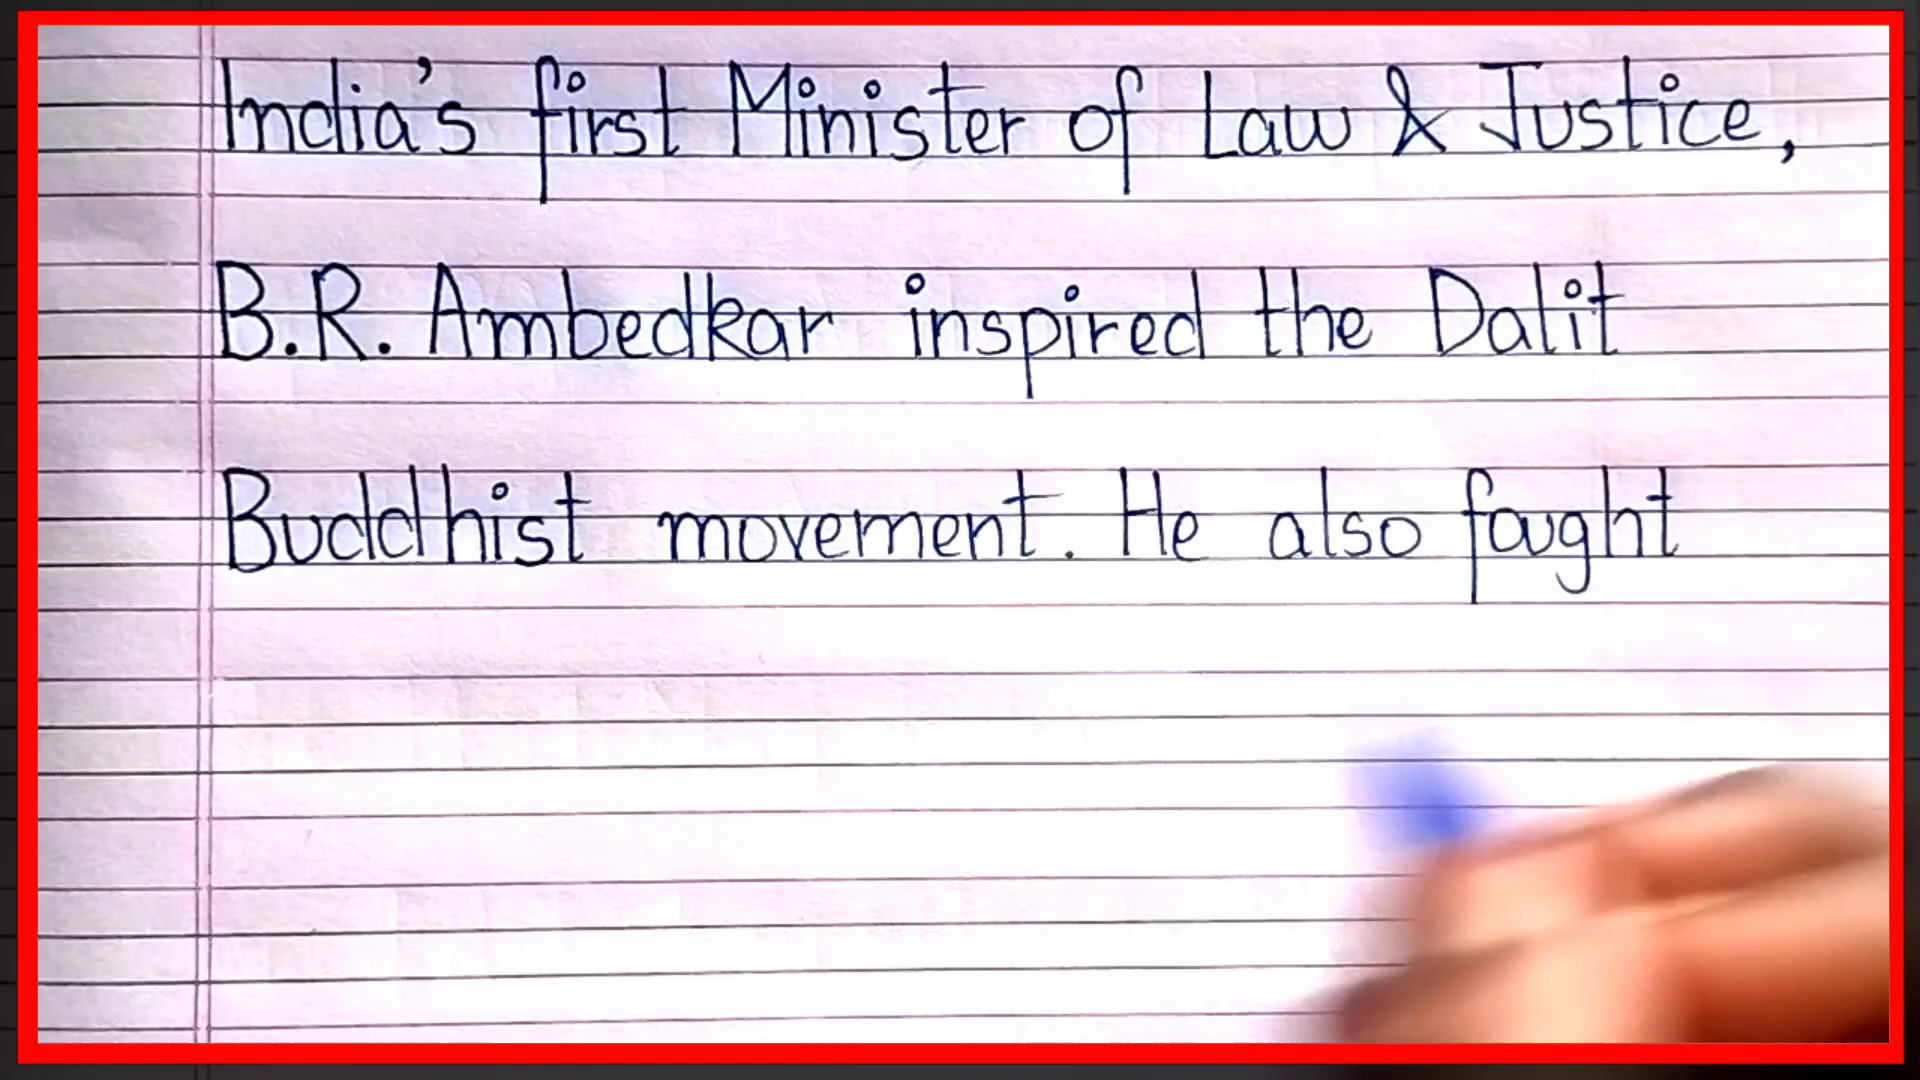 India's first Minister of Law & Justice,
B.R. Ambedkar inspired the Dalit
Buddhist movement. He also fought